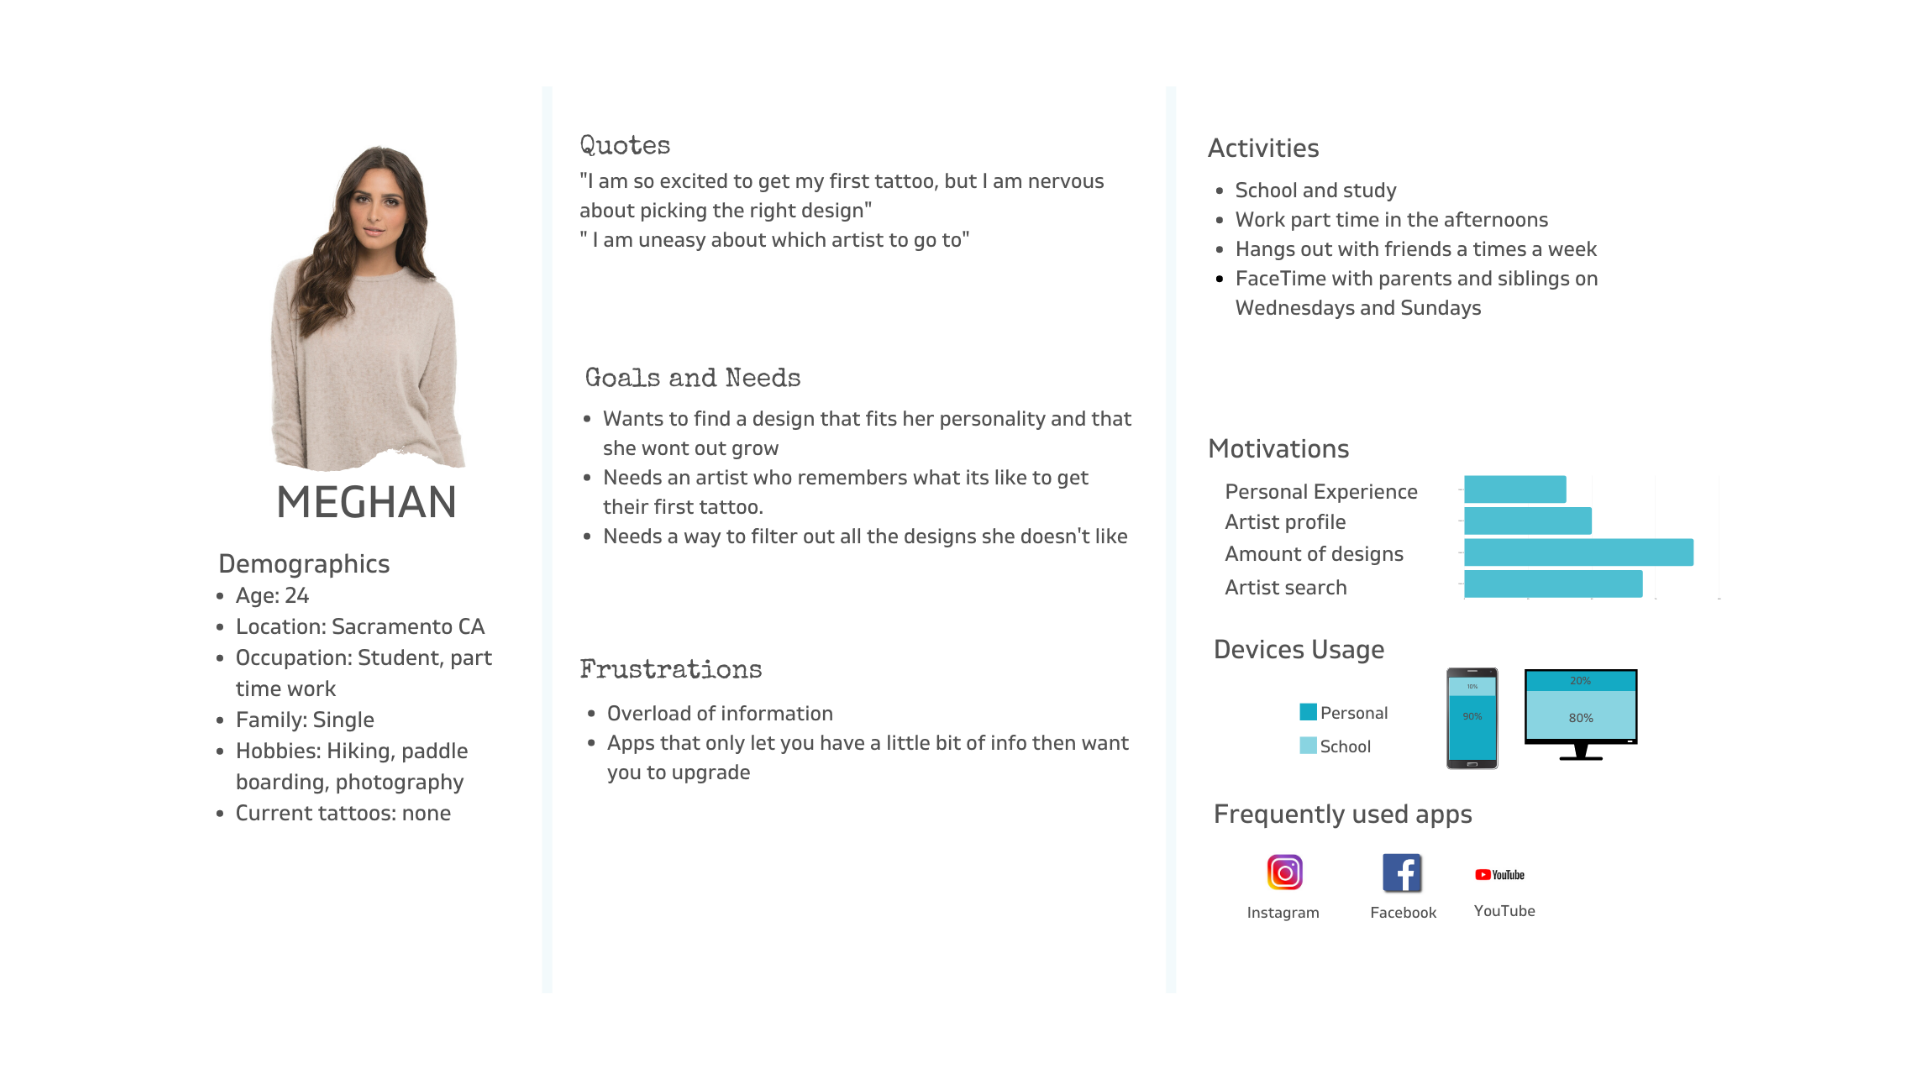 MEGHAN
Demographics
• Age: 24
• Location: Sacramento CA
• Occupation: Student, part
time work
• Family: Single
• Hobbies: Hiking, paddle
boarding, photography
• Current tattoos: none
Quotes
"I am so excited to get my first tattoo, but I am nervous
about picking the right design"
" I am uneasy about which artist to go to"
Goals and Needs
• Wants to find a design that fits her personality and that
she wont out grow
• Needs an artist who remembers what its like to get
their first tattoo.
• Needs a way to filter out all the designs she doesn't like
Frustrations
• Overload of information
• Apps that only let you have a little bit of info then want
you to upgrade
Activities
• School and study
• Work part time in the afternoons
• Hangs out with friends a times a week
• FaceTime with parents and siblings on
Wednesdays and Sundays
Motivations
Personal Experience
Artist profile
Amount of designs
Artist search
Devices Usage
Personal
School
10%
90%
20%
80%
Frequently used apps
YouTube
Instagram
Facebook
YouTube